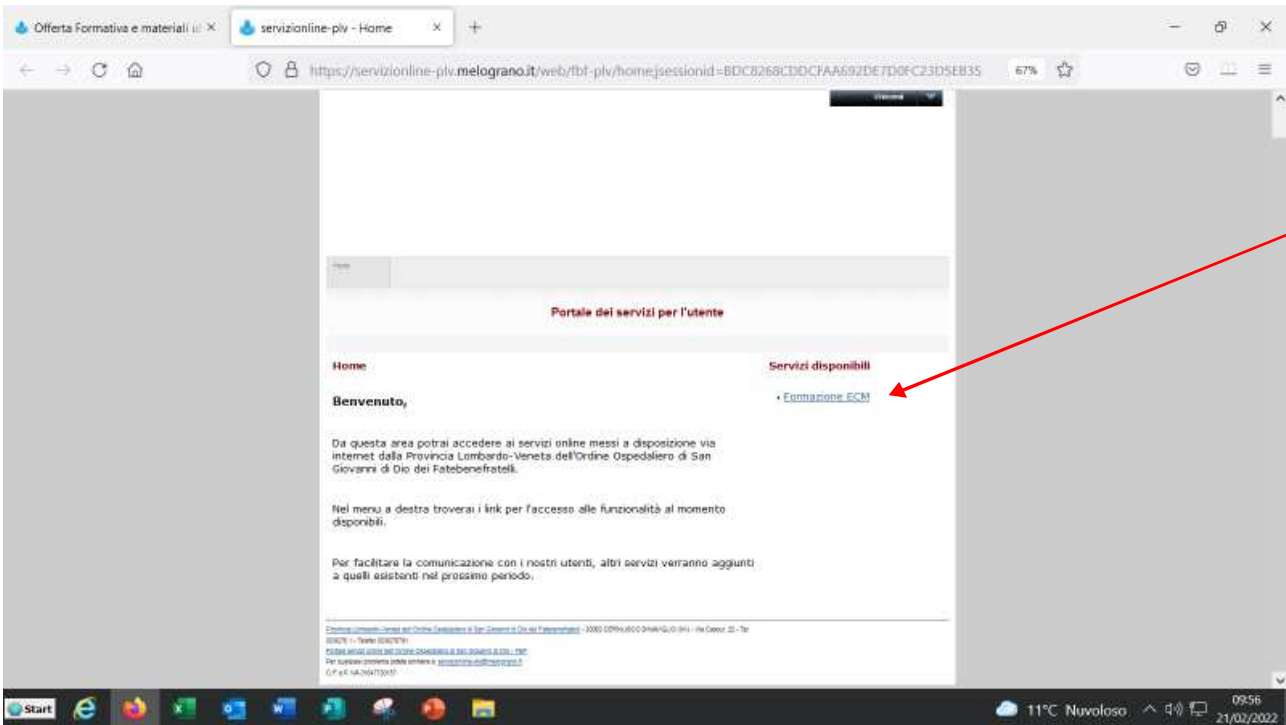 Offerta Formativa e materiali
servizionline-plv - Home
https://servizionline-plv.melograno.it/web/fbf-plv/home;jsessionid=BDC8268CDDCFAA692DE7D0FC23D5EB35
67%
Home
Portale dei servizi per l'utente
Home
Servizi disponibili
Benvenuto,
• Formazione ECM
Da questa area potrai accedere ai servizi online messi a disposizione via
internet dalla Provincia Lombardo-Veneta dell'Ordine Ospedaliero di San
Giovanni di Dio dei Fatebenefratelli.
Nel menu a destra troverai i link per l'accesso alle funzionalità al momento
disponibili.
Per facilitare la comunicazione con i nostri utenti, altri servizi verranno aggiunti
a quelli esistenti nel prossimo periodo.
Start
11°C Nuvoloso
09:56
21/02/2022